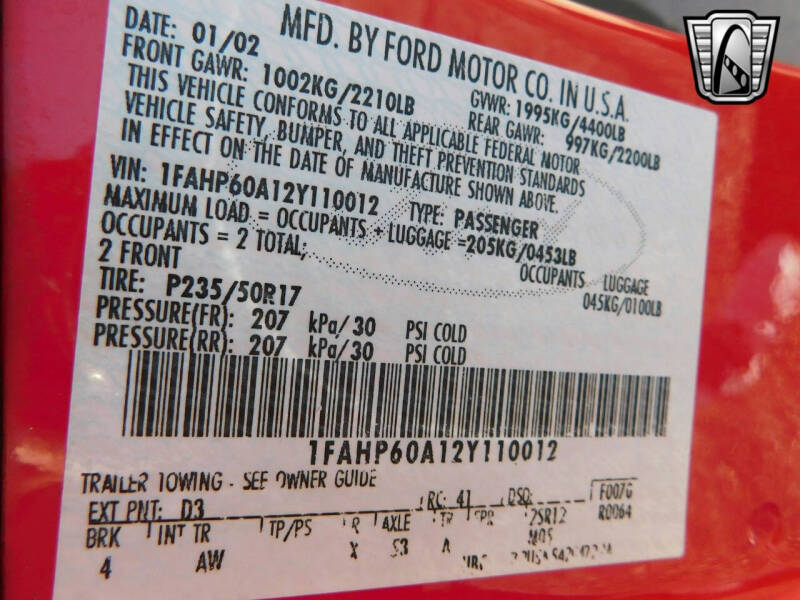 DATE: 01/02 MFD. BY FORD MOTOR CO. IN U.S.A.
FRONT GAWR: 1002KG/2210LB GVWR: 1995KG/4400LB
REAR GAWR: 997KG/2200LB
THIS VEHICLE CONFORMS TO ALL APPLICABLE FEDERAL MOTOR
VEHICLE SAFETY, BUMPER, AND THEFT PREVENTION STANDARDS
IN EFFECT ON THE DATE OF MANUFACTURE SHOWN ABOVE.
VIN: 1FAHP60A12Y110012 TYPE: PASSENGER
MAXIMUM LOAD = OCCUPANTS + LUGGAGE =205KG/0453LB
OCCUPANTS = 2 TOTAL; OCCUPANTS LUGGAGE
2 FRONT 045KG/0100LB
TIRE: P235/50R17
PRESSURE(FR): 207 kPa/ 30 PSI COLD
PRESSURE(RR): 207 kPa/ 30 PSI COLD
1FAHP60A12Y110012
TRAILER TOWING - SEE OWNER GUIDE
EXT PNT: D3 RC: 41 DSO: F0076
BRK INT TR TP/PS R AXLE TR SPR R0064
4 AW X S3 A